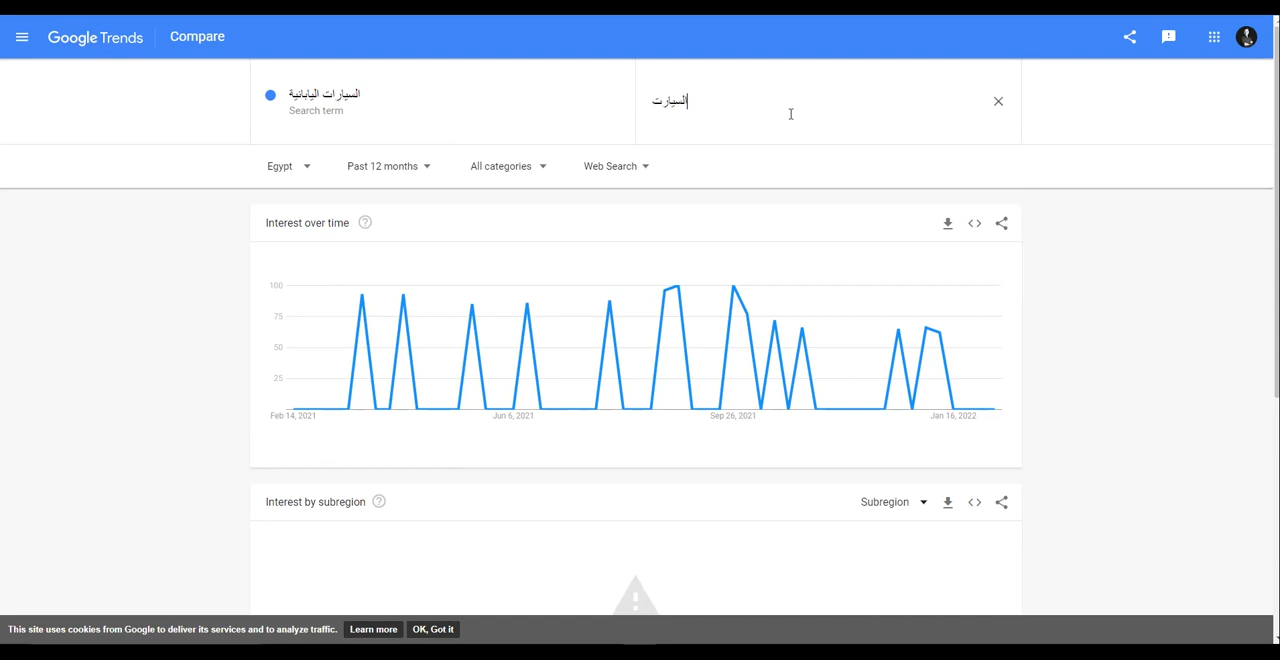 Google Trends
Compare
السيارات اليابانية
Search term
السيارت
Egypt
Past 12 months
All categories
Web Search
Interest over time
100
75
50
25
Feb 14, 2021
Jun 6, 2021
Sep 26, 2021
Jan 16, 2022
Interest by subregion
Subregion
This site uses cookies from Google to deliver its services and to analyze traffic.
Learn more
OK, Got it